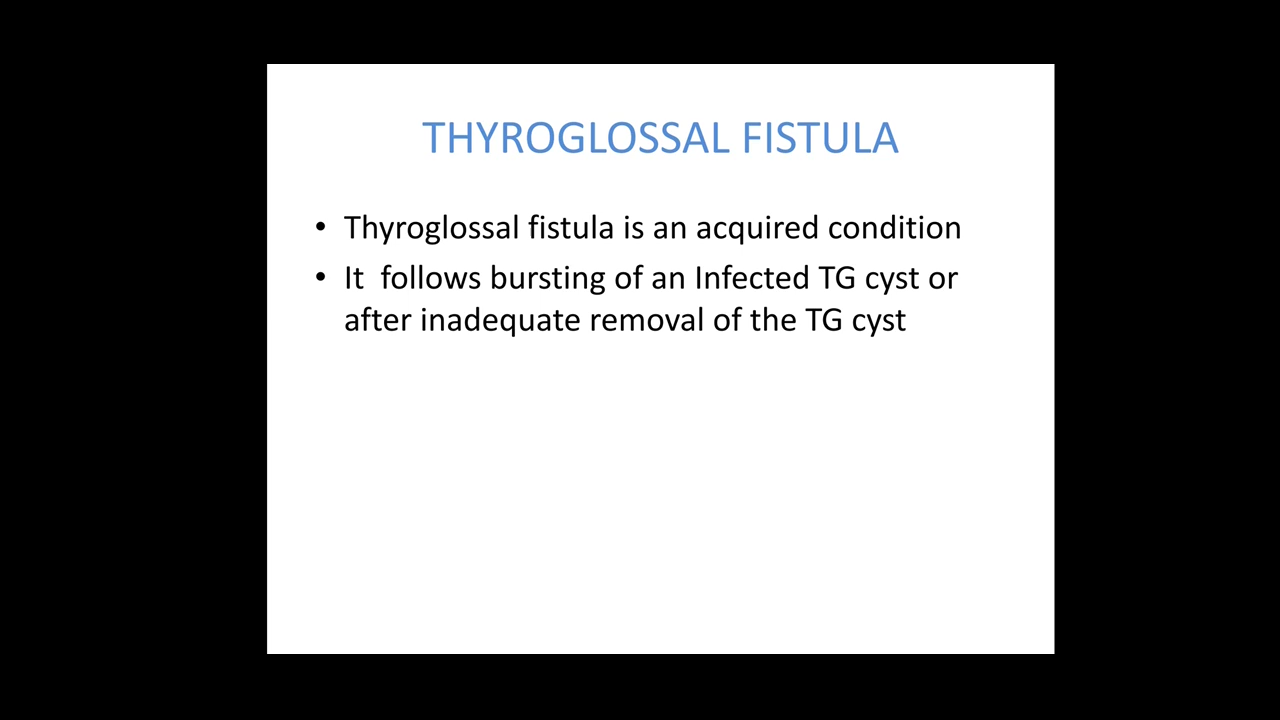 THYROGLOSSAL FISTULA
• Thyroglossal fistula is an acquired condition
• It  follows bursting of an Infected TG cyst or
after inadequate removal of the TG cyst